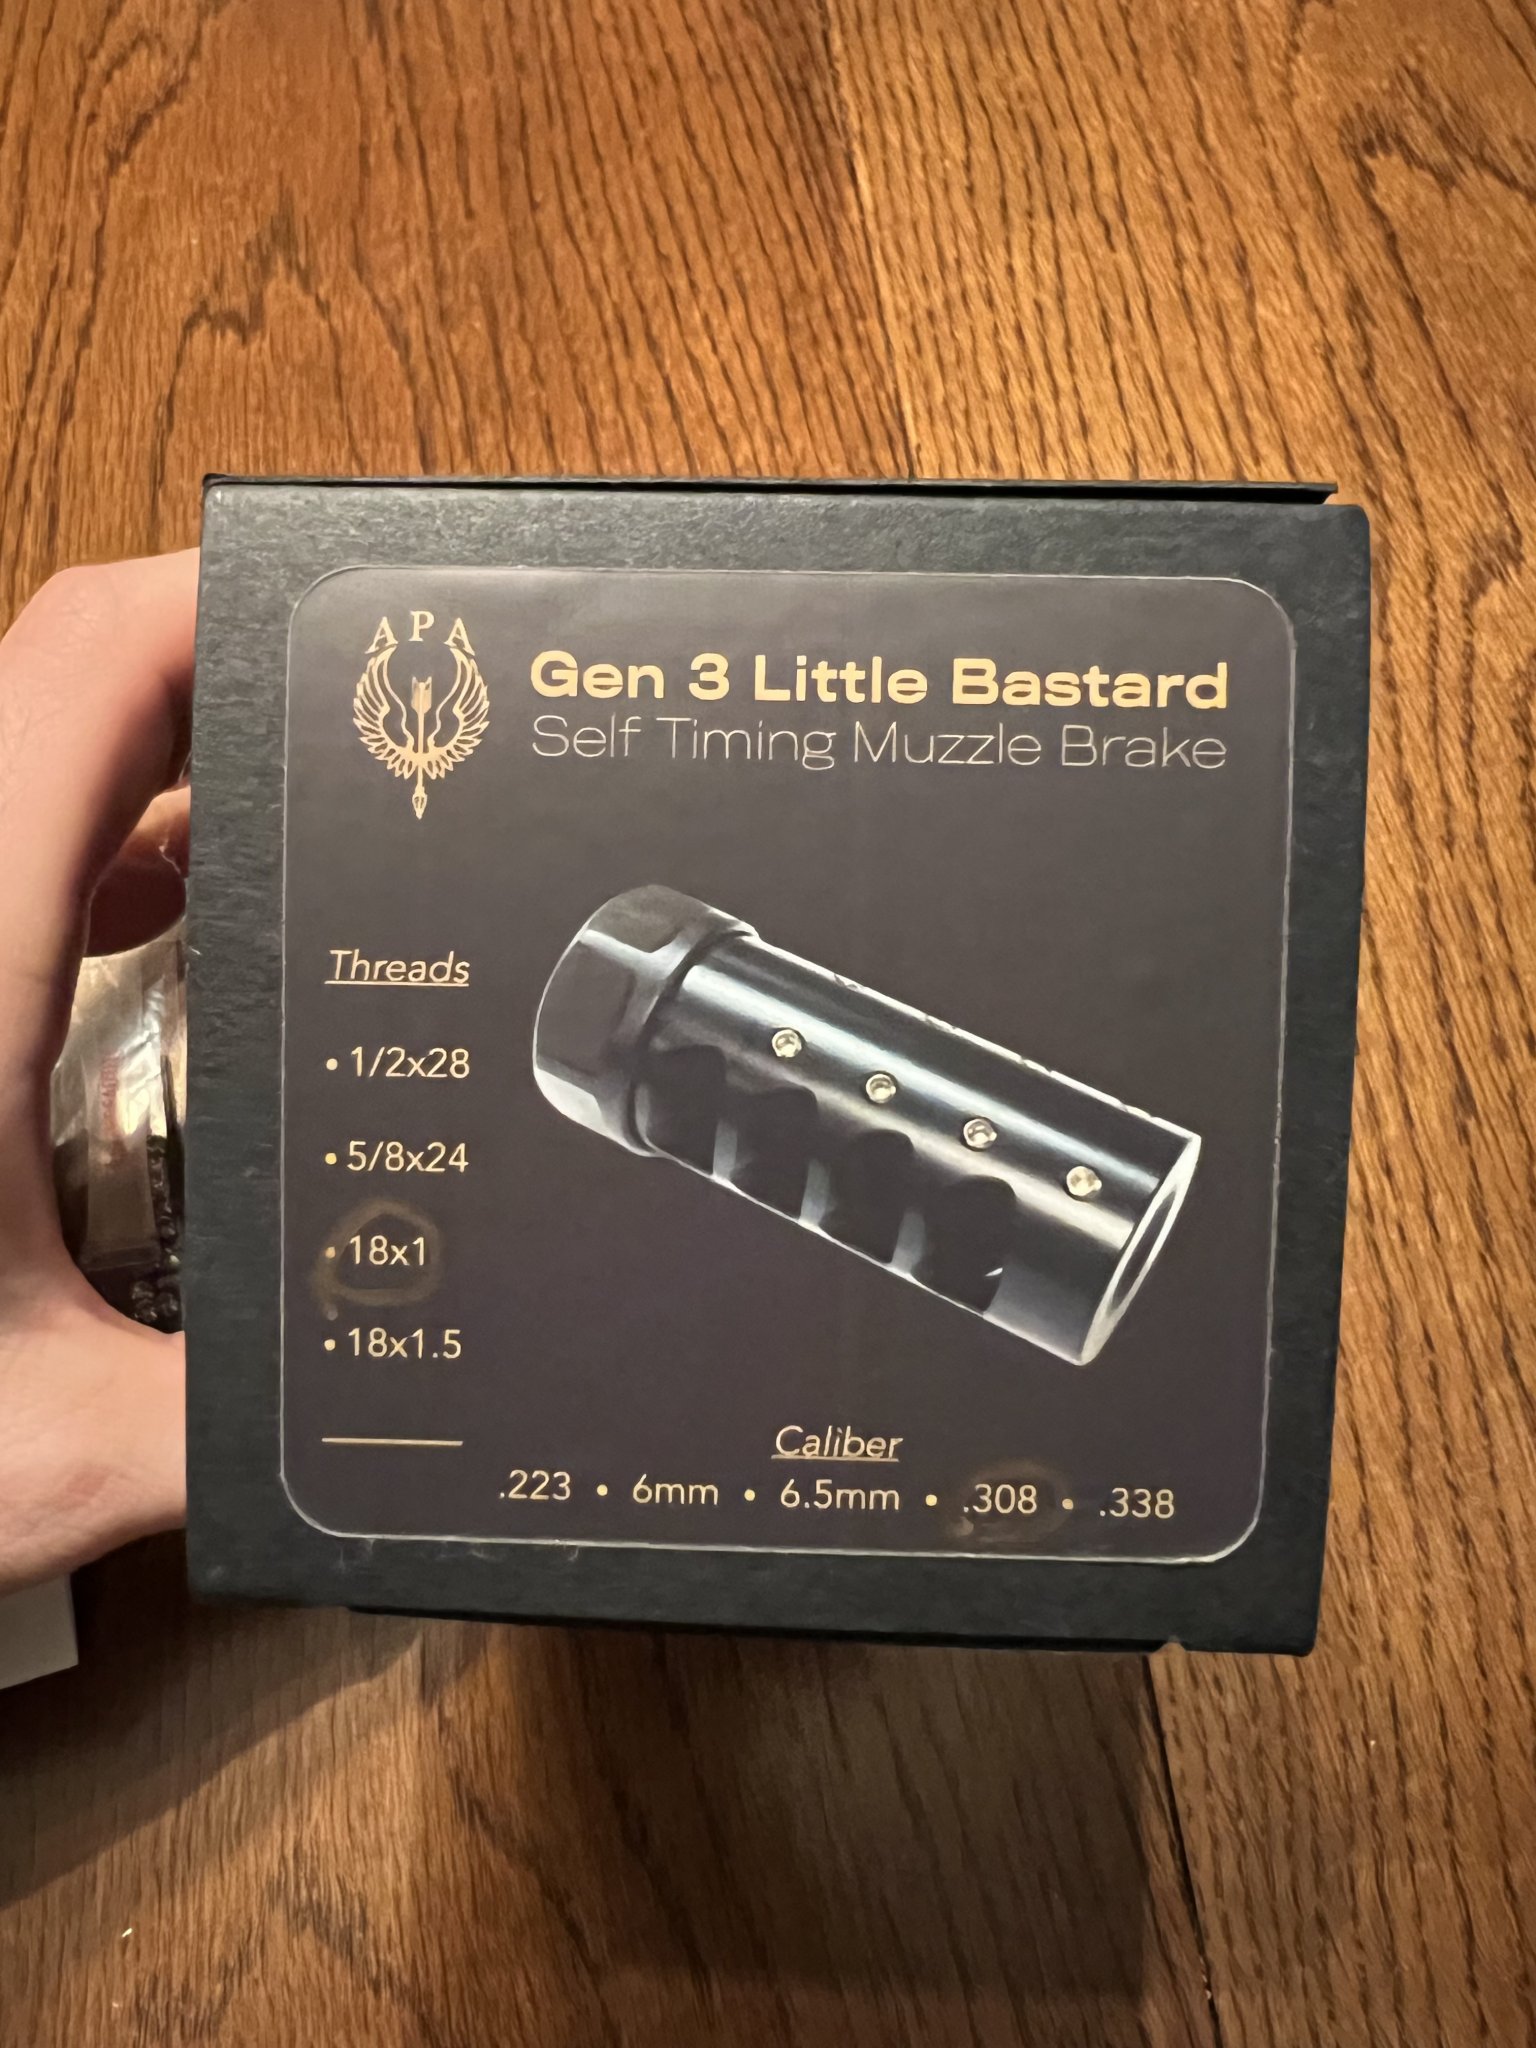 APA
Gen 3 Little Bastard
Self Timing Muzzle Brake
Threads
• 1/2x28
• 5/8x24
• 18x1
• 18x1.5
Caliber
.223 • 6mm • 6.5mm • .308 • .338